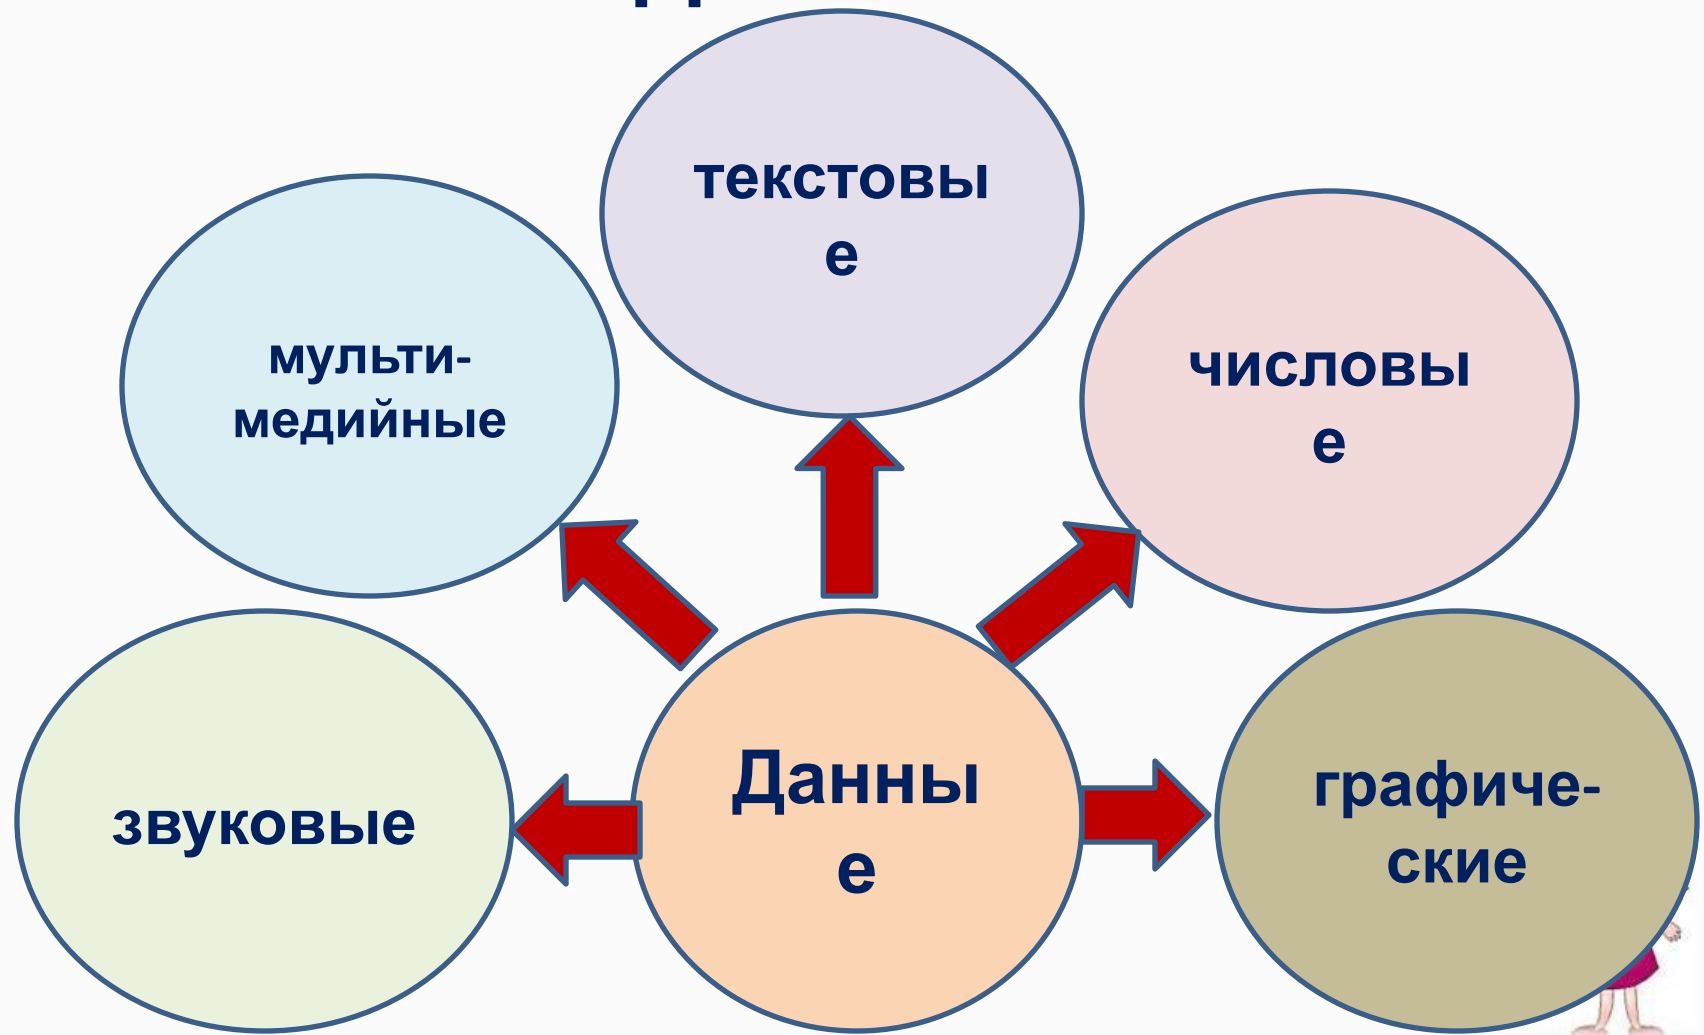 текстовы
е
мульти-
медийные
числовы
е
звуковые
Данны
е
графиче-
ские